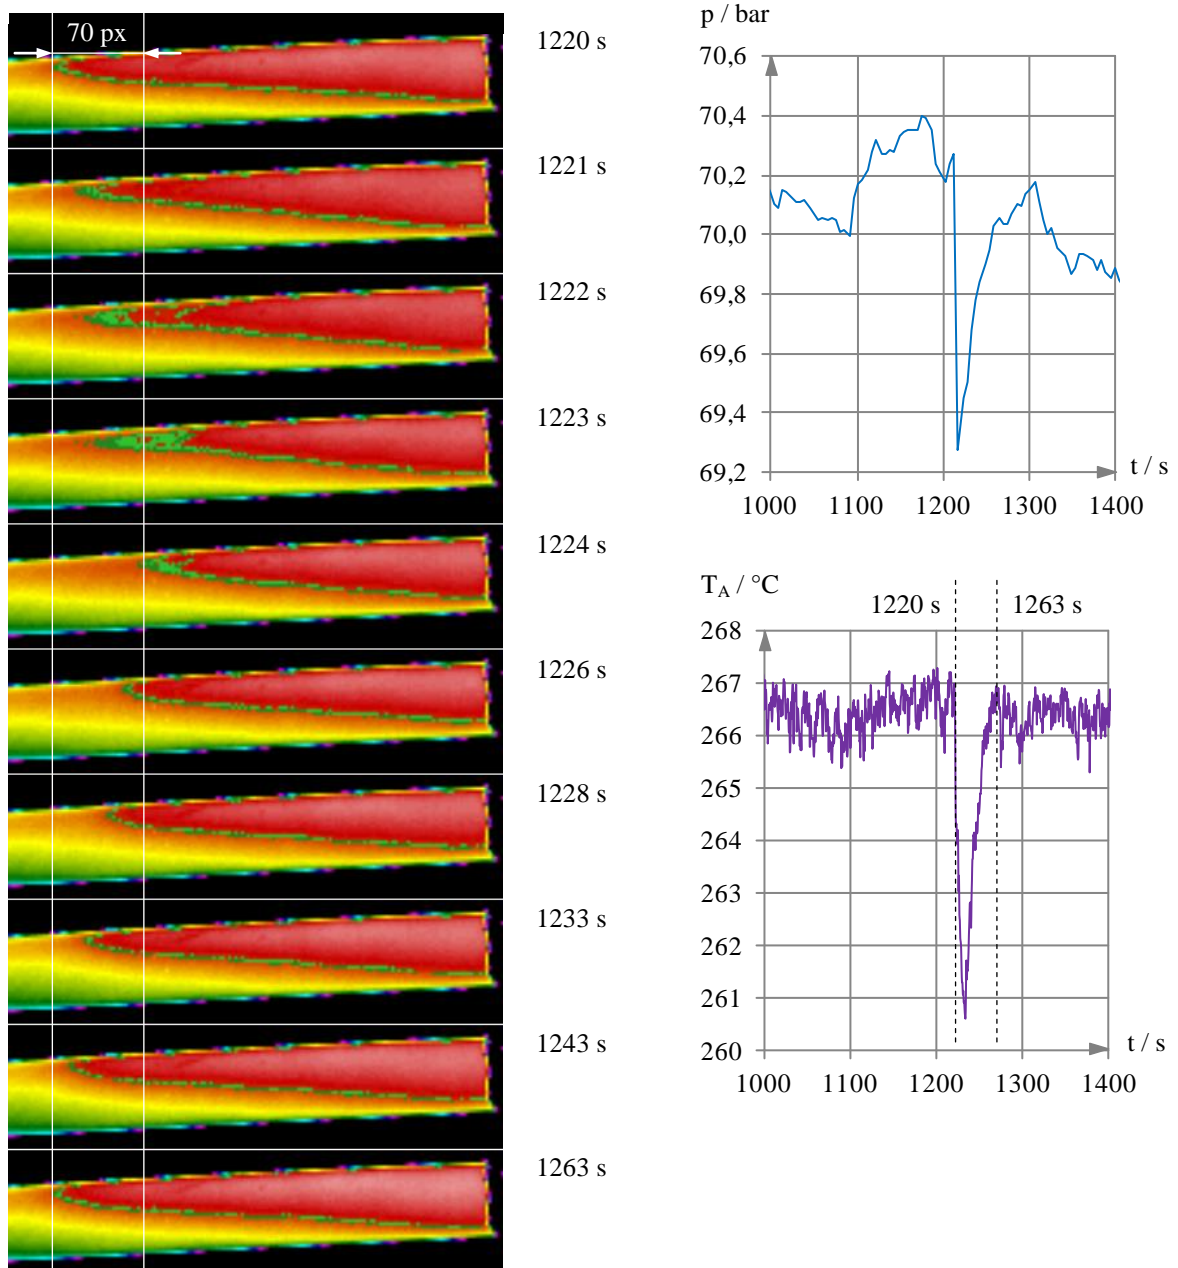 70 px
1220 s
1221 s
1222 s
1223 s
1224 s
1226 s
1228 s
1233 s
1243 s
1263 s
p / bar
70,6
70,4
70,2
70,0
69,8
69,6
69,4
69,2
t / s
1000 1100 1200 1300 1400
T_A / °C
1220 s 1263 s
268
267
266
265
264
263
262
261
260
t / s
1000 1100 1200 1300 1400